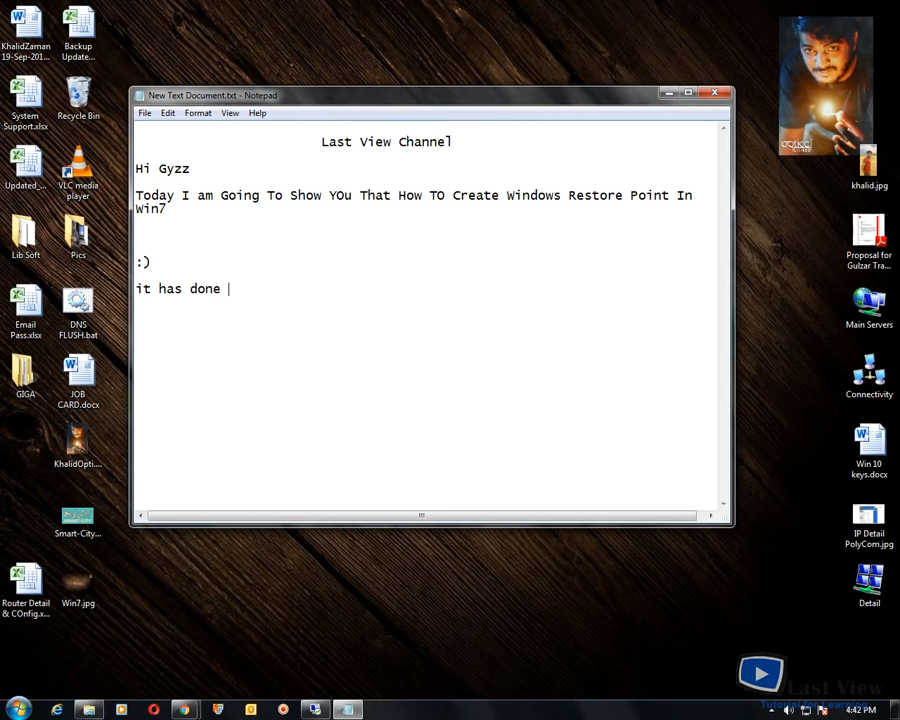 KhalidZaman
19-Sep-201...
Backup
Update...
System
Support.xlsx
Recycle Bin
Updated_...
VLC media
player
Lib Soft
Pics
Email
Pass.xlsx
DNS
FLUSH.bat
GIGA
JOB
CARD.docx
KhalidOpti....
Smart-City...
Router Detail
& COnfig.x...
Win7.jpg
New Text Document.txt - Notepad
File Edit Format View Help
Last View Channel
Hi Gyzz
Today I am Going To Show YOu That How TO Create Windows Restore Point In
Win7
:)
it has done
khalid.jpg
Proposal for
Gulzar Tra...
Main Servers
Connectivity
Win 10
keys.docx
IP Detail
PolyCom.jpg
Detail
Last View
Tutorial for Learning
4:42 PM